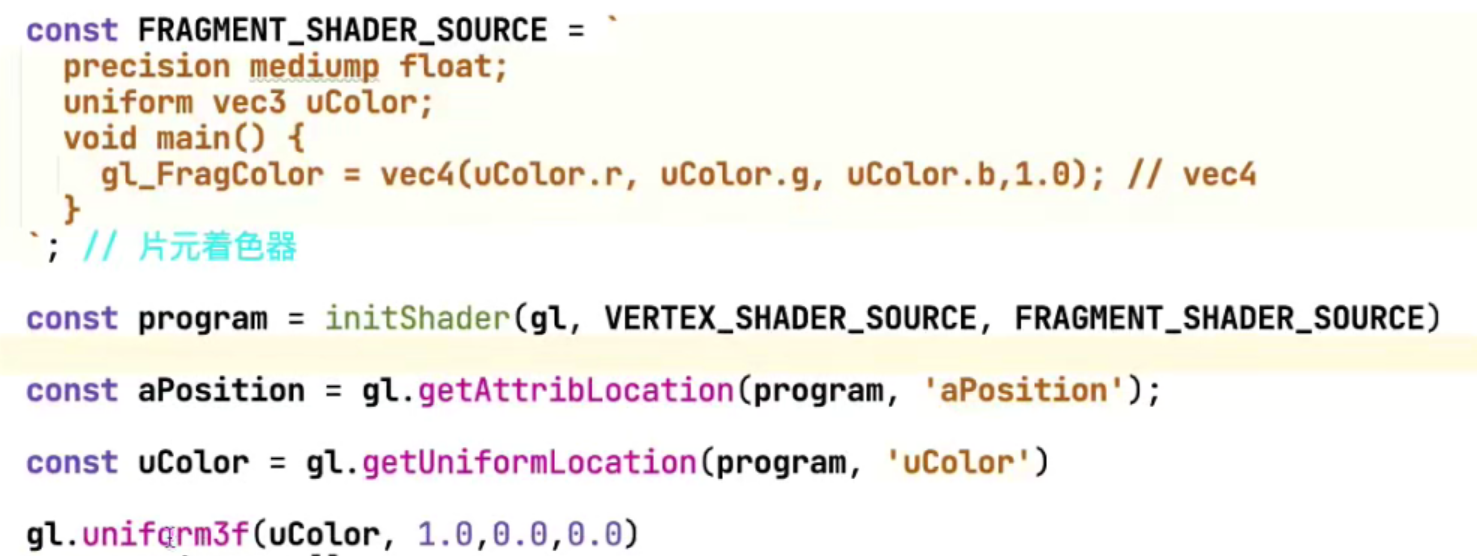 const FRAGMENT_SHADER_SOURCE = `
precision mediump float;
uniform vec3 uColor;
void main() {
gl_FragColor = vec4(uColor.r, uColor.g, uColor.b,1.0); // vec4
}
`; // 片元着色器
const program = initShader(gl, VERTEX_SHADER_SOURCE, FRAGMENT_SHADER_SOURCE)
const aPosition = gl.getAttribLocation(program, 'aPosition');
const uColor = gl.getUniformLocation(program, 'uColor')
gl.uniform3f(uColor, 1.0,0.0,0.0)